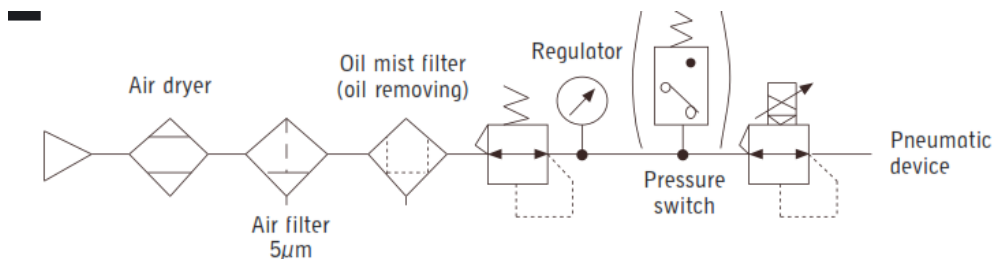 Air dryer
Oil mist filter
(oil removing)
Regulator
Air filter
5µm
Pressure
switch
Pneumatic
device